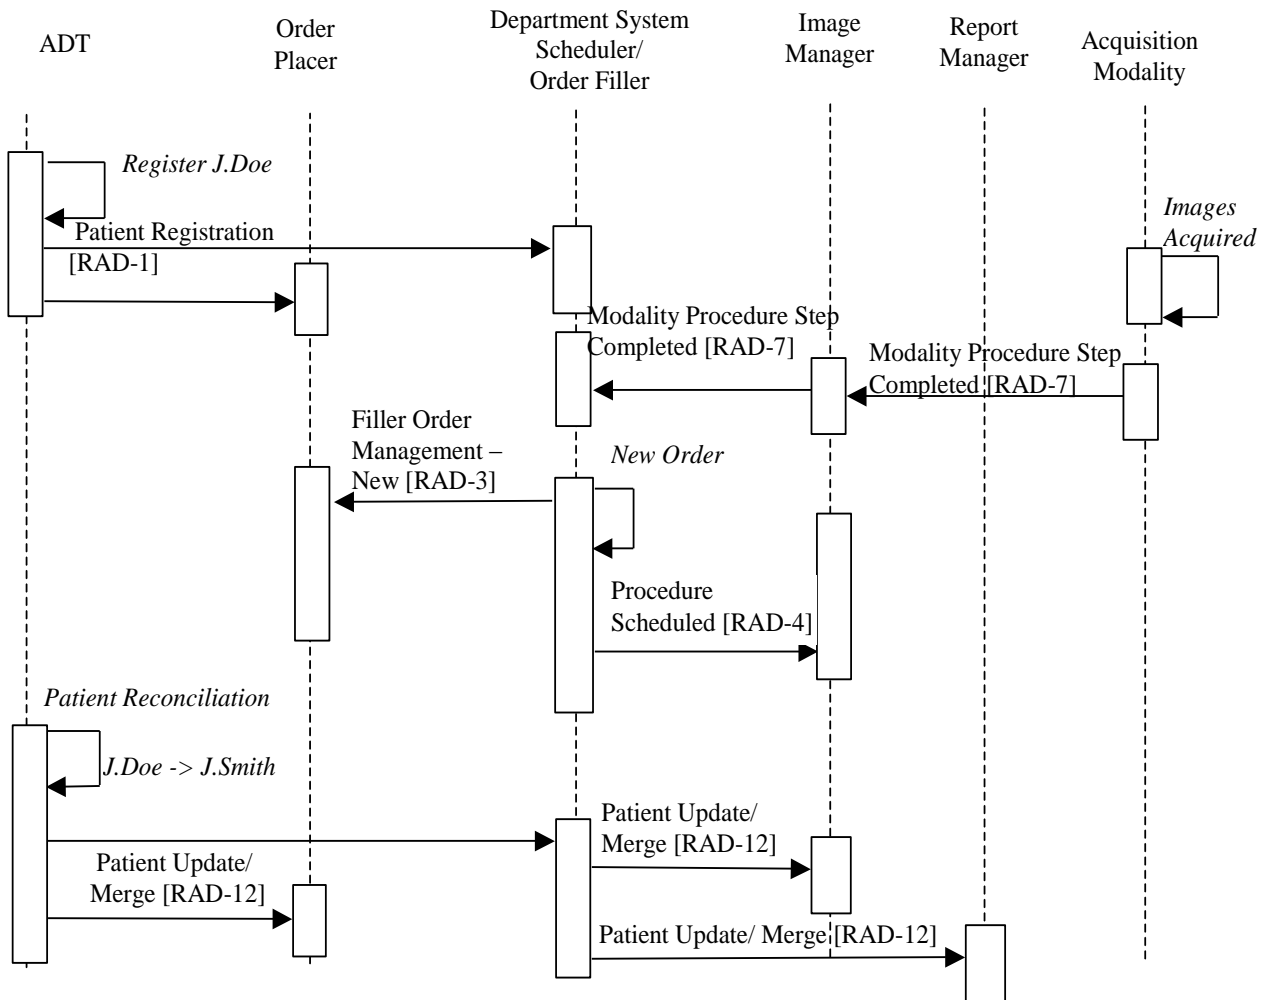 ADT
Order
Placer
Department System
Scheduler/
Order Filler
Image
Manager
Report
Manager
Acquisition
Modality
Register J.Doe
Patient Registration
[RAD-1]
Images
Acquired
Modality Procedure Step
Completed [RAD-7]
Modality Procedure Step
Completed [RAD-7]
Filler Order
Management –
New [RAD-3]
New Order
Procedure
Scheduled [RAD-4]
Patient Reconciliation
J.Doe -> J.Smith
Patient Update/
Merge [RAD-12]
Patient Update/
Merge [RAD-12]
Patient Update/ Merge [RAD-12]